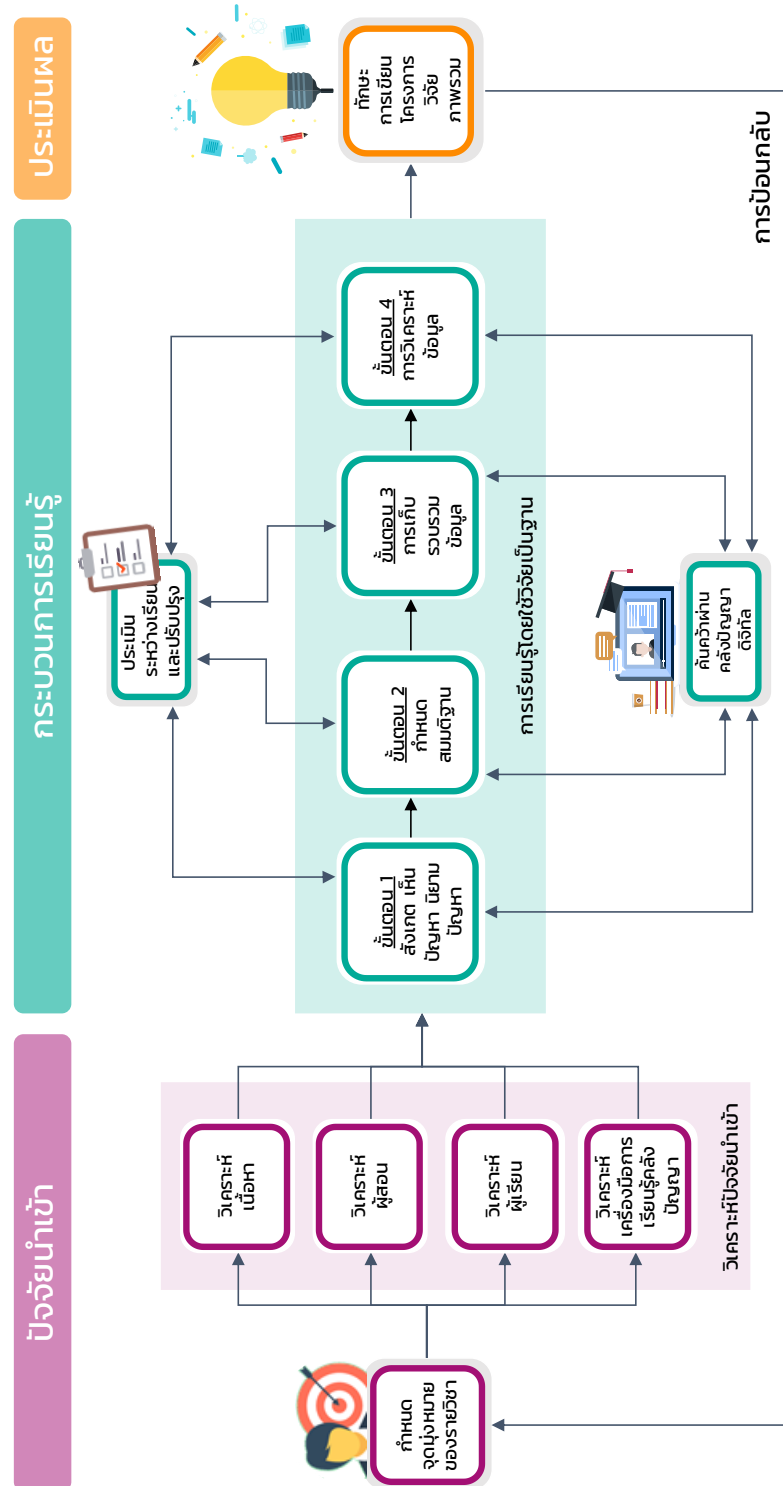 ปัจจัยนำเข้า
กระบวนการเรียนรู้
ประเมินผล
กำหนด
จุดมุ่งหมาย
ของรายวิชา
วิเคราะห์
เนื้อหา
วิเคราะห์
ผู้สอน
วิเคราะห์
ผู้เรียน
วิเคราะห์
เครื่องมือการ
เรียนรู้คลัง
ปัญญา
วิเคราะห์ปัจจัยนำเข้า
ประเมิน
ระหว่างเรียน
และปรับปรุง
ขั้นตอน 1
สังเกต เห็น
ปัญหา นิยาม
ปัญหา
ขั้นตอน 2
กำหนด
สมมติฐาน
ขั้นตอน 3
การเก็บ
รวบรวม
ข้อมูล
ขั้นตอน 4
การวิเคราะห์
ข้อมูล
การเรียนรู้โดยใช้วิจัยเป็นฐาน
ค้นคว้าผ่าน
คลังปัญญา
ดิจิทัล
ทักษะ
การเขียน
โครงการ
วิจัย
ภาพรวม
การป้อนกลับ